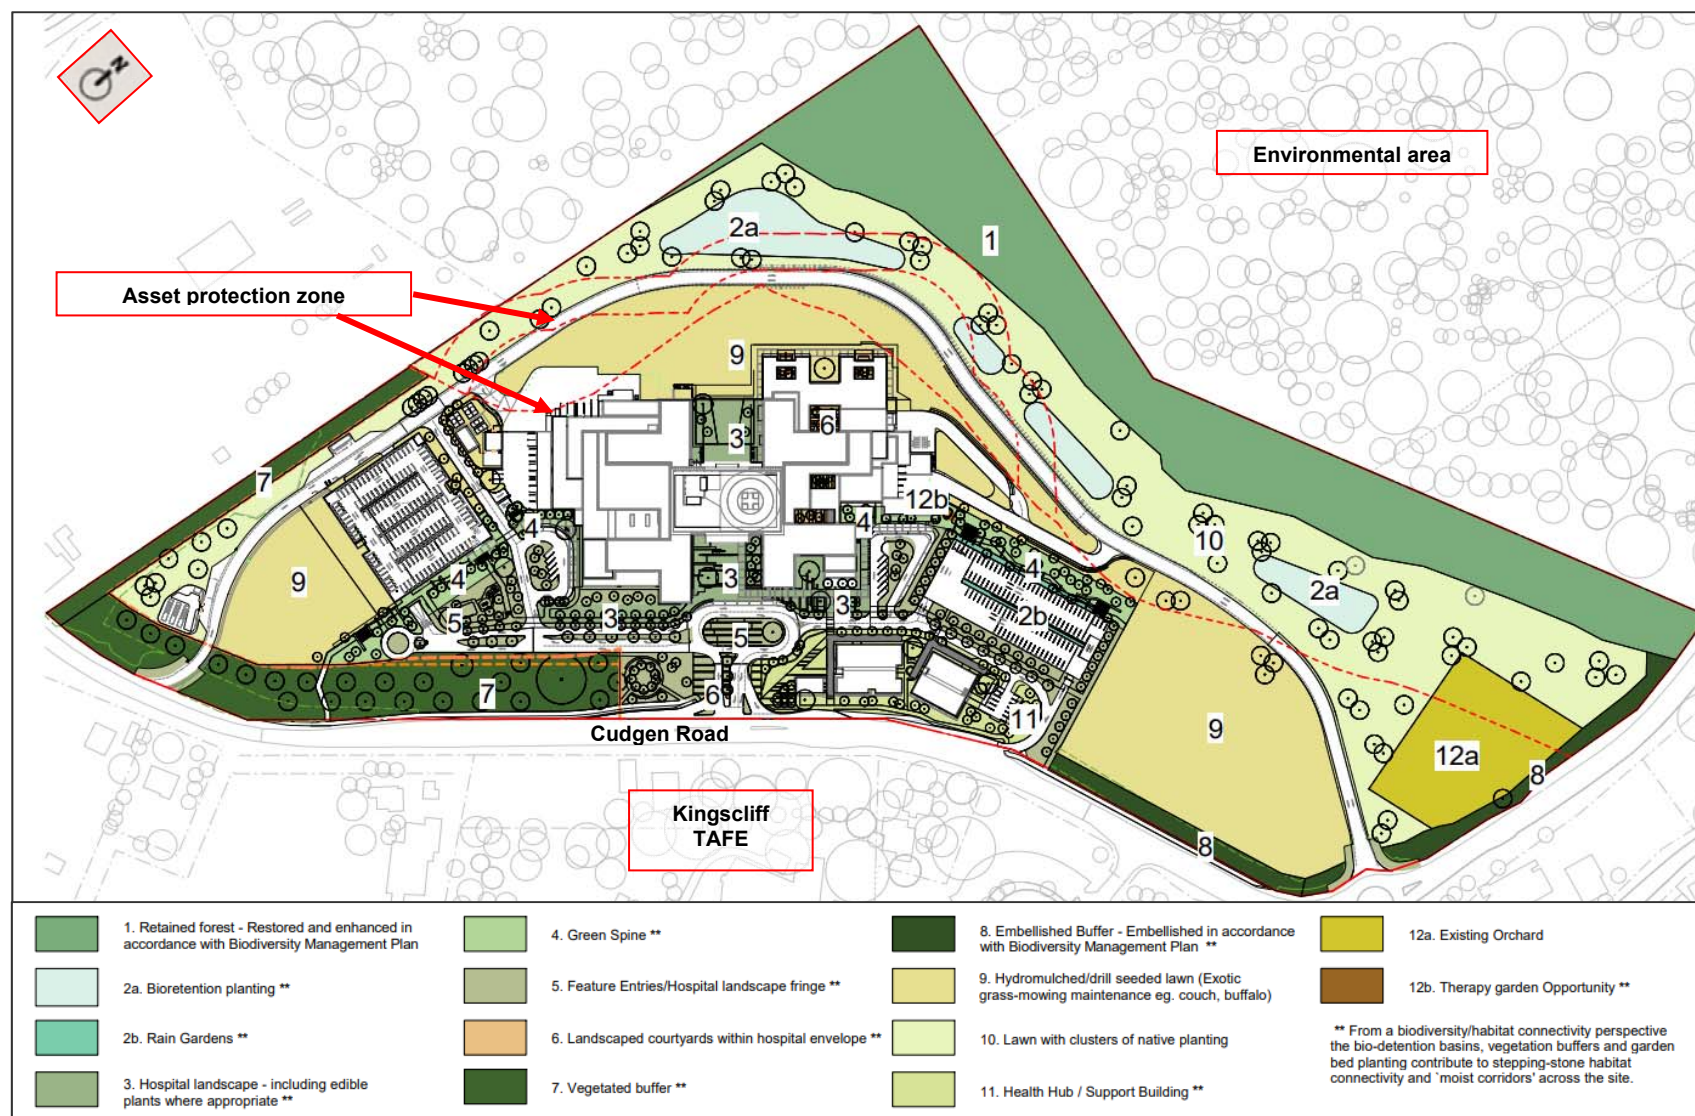 N
Environmental area
2a
1
Asset protection zone
9
6
3
7
12b
4
4
10
9
4
4
2a
3
3
2b
5
3
5
7
6
11
9
Cudgen Road
12a
8
Kingscliff
TAFE
8
1. Retained forest - Restored and enhanced in
accordance with Biodiversity Management Plan
2a. Bioretention planting **
2b. Rain Gardens **
3. Hospital landscape - including edible
plants where appropriate **
4. Green Spine **
5. Feature Entries/Hospital landscape fringe **
6. Landscaped courtyards within hospital envelope **
7. Vegetated buffer **
8. Embellished Buffer - Embellished in accordance
with Biodiversity Management Plan **
9. Hydromulched/drill seeded lawn (Exotic
grass-mowing maintenance eg. couch, buffalo)
10. Lawn with clusters of native planting
11. Health Hub / Support Building **
12a. Existing Orchard
12b. Therapy garden Opportunity **
** From a biodiversity/habitat connectivity perspective
the bio-detention basins, vegetation buffers and garden
bed planting contribute to stepping-stone habitat
connectivity and `moist corridors' across the site.